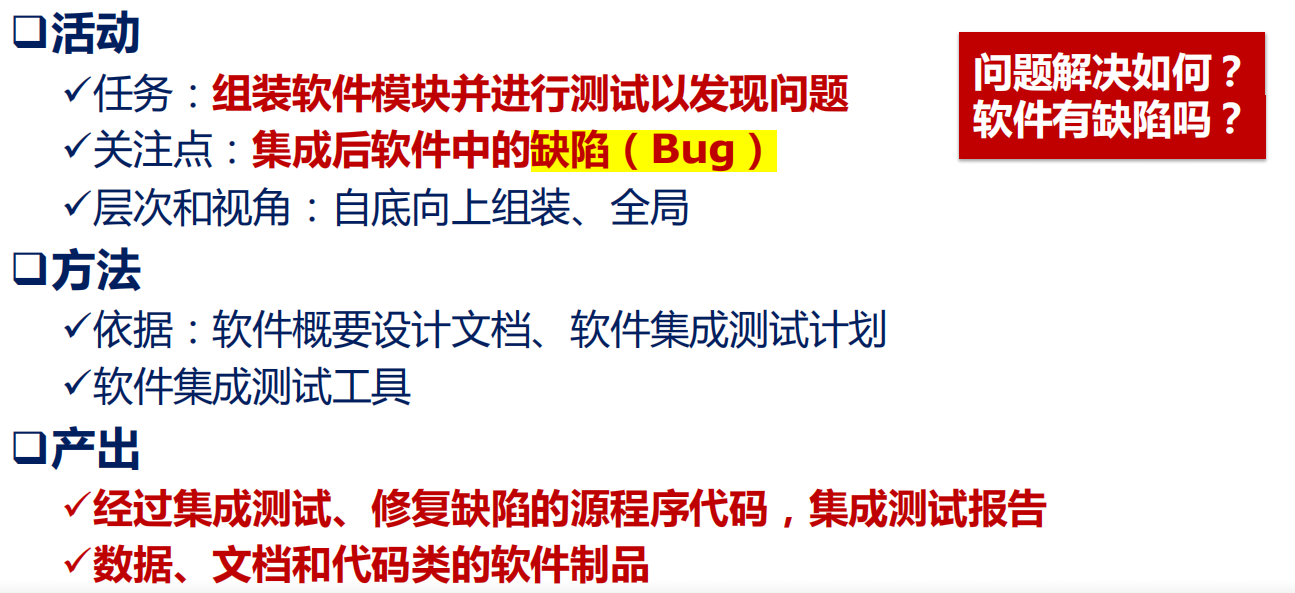 ❑活动
✓任务：组装软件模块并进行测试以发现问题
✓关注点：集成后软件中的缺陷（Bug）
✓层次和视角：自底向上组装、全局
❑方法
✓依据：软件概要设计文档、软件集成测试计划
✓软件集成测试工具
❑产出
✓经过集成测试、修复缺陷的源程序代码，集成测试报告
✓数据、文档和代码类的软件制品
问题解决如何？
软件有缺陷吗？